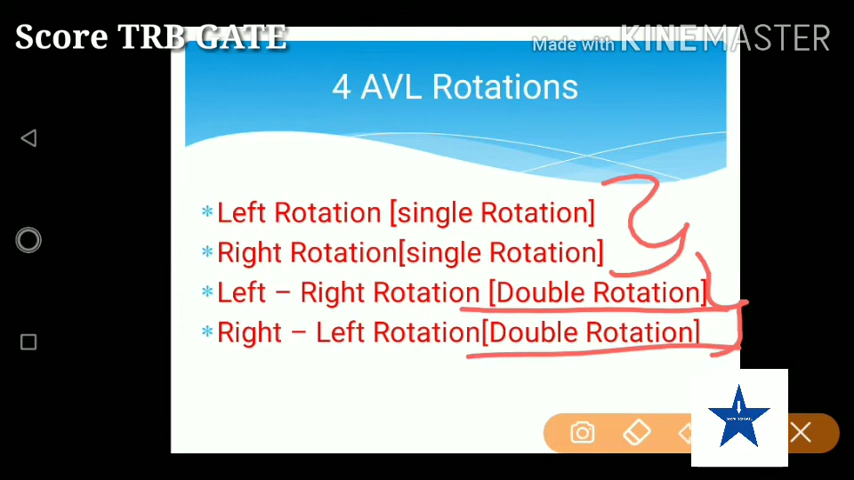 Score TRB GATE
Made with KINEMASTER
4 AVL Rotations
*Left Rotation [single Rotation]
*Right Rotation[single Rotation]
*Left – Right Rotation [Double Rotation]
*Right – Left Rotation[Double Rotation]